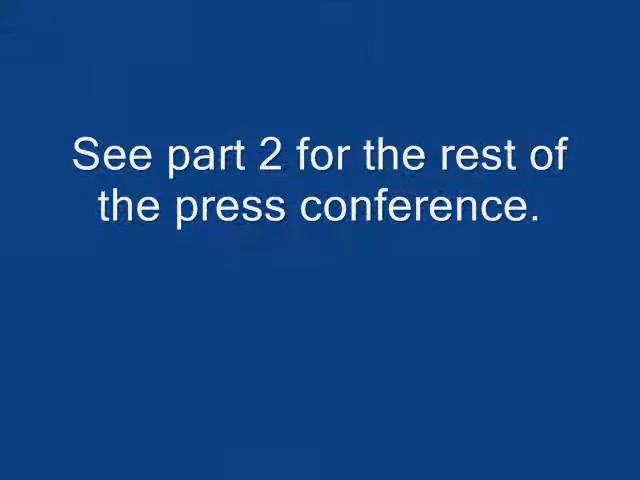 See part 2 for the rest of
the press conference.